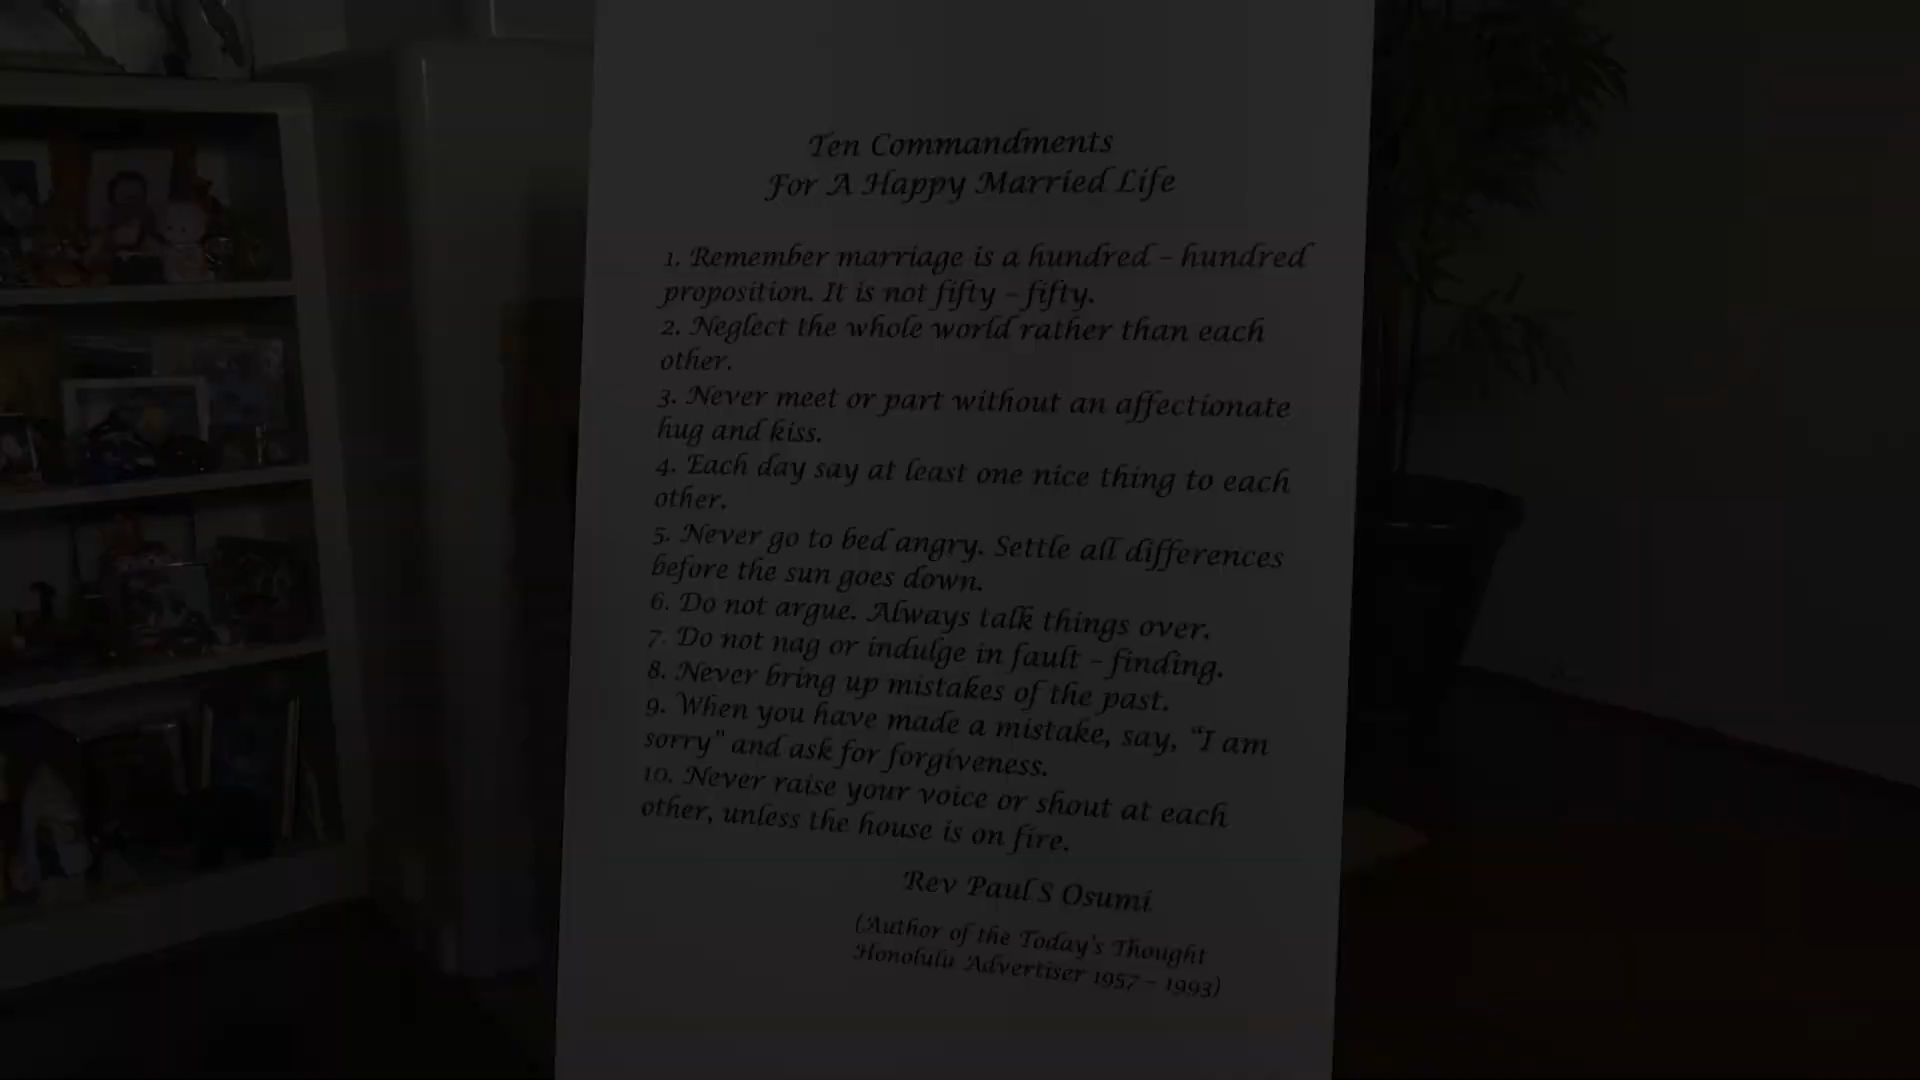 Ten Commandments
For A Happy Married Life
1. Remember marriage is a hundred – hundred
proposition. It is not fifty – fifty.
2. Neglect the whole world rather than each
other.
3. Never meet or part without an affectionate
hug and kiss.
4. Each day say at least one nice thing to each
other.
5. Never go to bed angry. Settle all differences
before the sun goes down.
6. Do not argue. Always talk things over.
7. Do not nag or indulge in fault – finding.
8. Never bring up mistakes of the past.
9. When you have made a mistake, say, “I am
sorry” and ask for forgiveness.
10. Never raise your voice or shout at each
other, unless the house is on fire.
Rev Paul S Osumi
(Author of the Today's Thought
Honolulu Advertiser 1957 – 1993)